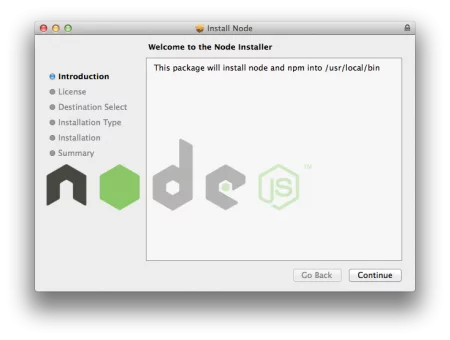 Install Node
Welcome to the Node Installer
This package will install node and npm into /usr/local/bin
Introduction
License
Destination Select
Installation Type
Installation
Summary
node
JS™
Go Back
Continue